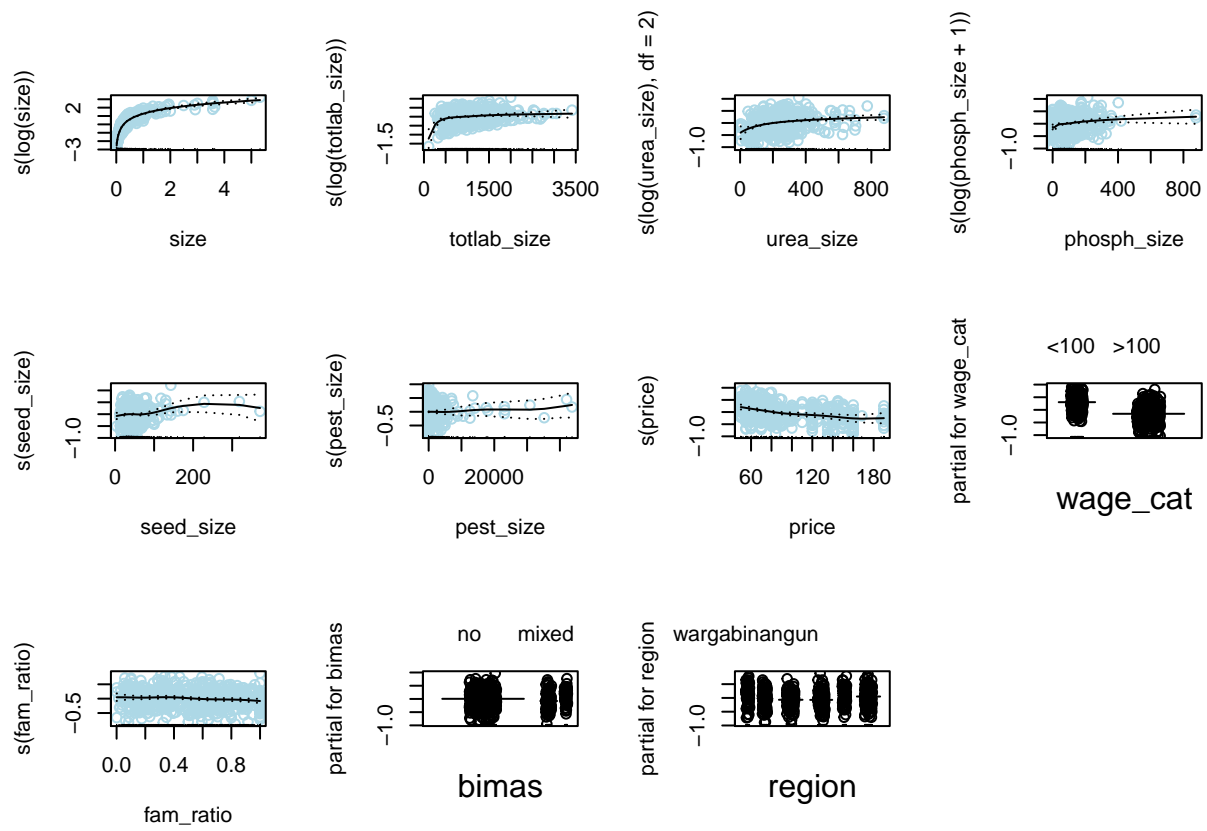 s(log(size))
2
−3
0 2 4
size
s(log(totlab_size))
−1.5
0 1500 3500
totlab_size
s(log(urea_size), df = 2)
−1.0
0 400 800
urea_size
s(log(phosph_size + 1))
−1.0
0 400 800
phosph_size
s(seed_size)
−1.0
0 200
seed_size
s(pest_size)
−0.5
0 20000
pest_size
s(price)
−1.0
60 120 180
price
partial for wage_cat
<100 >100
−1.0
wage_cat
s(fam_ratio)
−0.5
0.0 0.4 0.8
fam_ratio
partial for bimas
no mixed
−1.0
bimas
partial for region
wargabinangun
−1.0
region